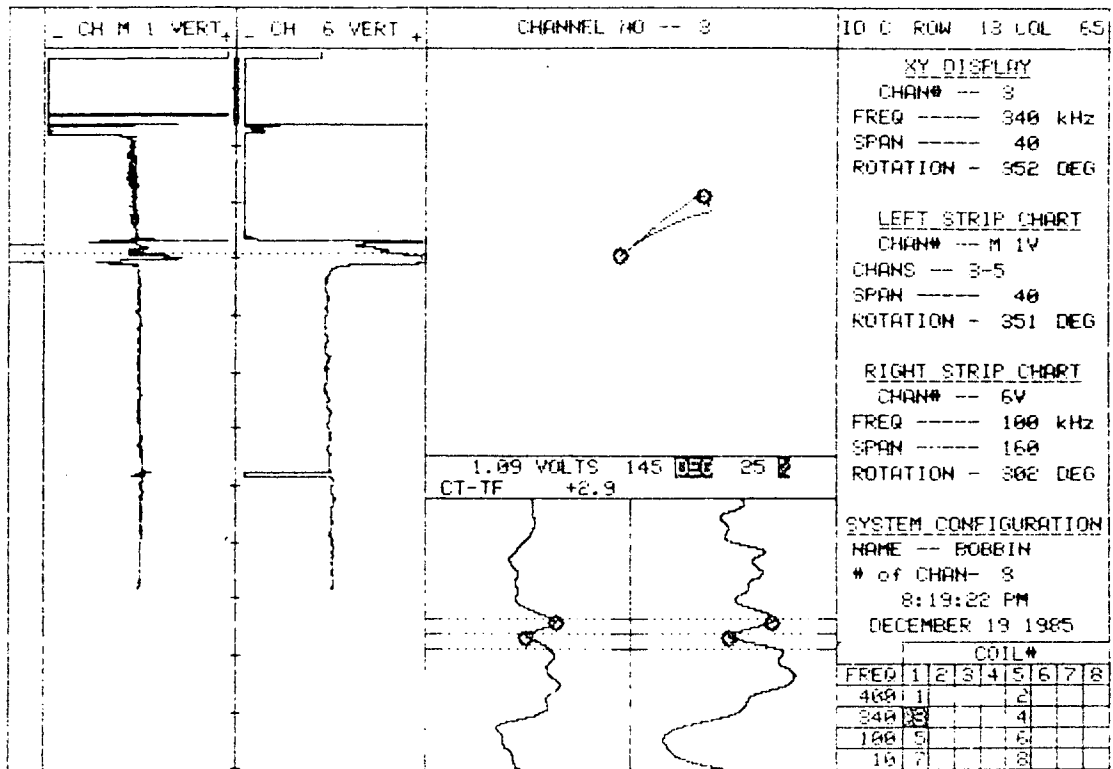 _ CH M 1 VERT +
_ CH 6 VERT +
CHANNEL NO -- 3
ID C ROW 13 COL 65
XY DISPLAY
CHAN# -- 3
FREQ ----- 340 kHz
SPAN ----- 40
ROTATION - 352 DEG
LEFT STRIP CHART
CHAN# -- M 1V
CHANS -- 3-5
SPAN ----- 40
ROTATION - 351 DEG
RIGHT STRIP CHART
CHAN# -- 6V
FREQ ----- 100 kHz
SPAN ----- 160
ROTATION - 302 DEG
1.09 VOLTS 145 DEG 25 %
CT-TF +2.9
SYSTEM CONFIGURATION
NAME -- BOBBIN
# of CHAN- 8
8:19:22 PM
DECEMBER 19 1985
COIL#
FREQ 1 2 3 4 5 6 7 8
400 1 2
340 3 4
100 5 6
10 7 8